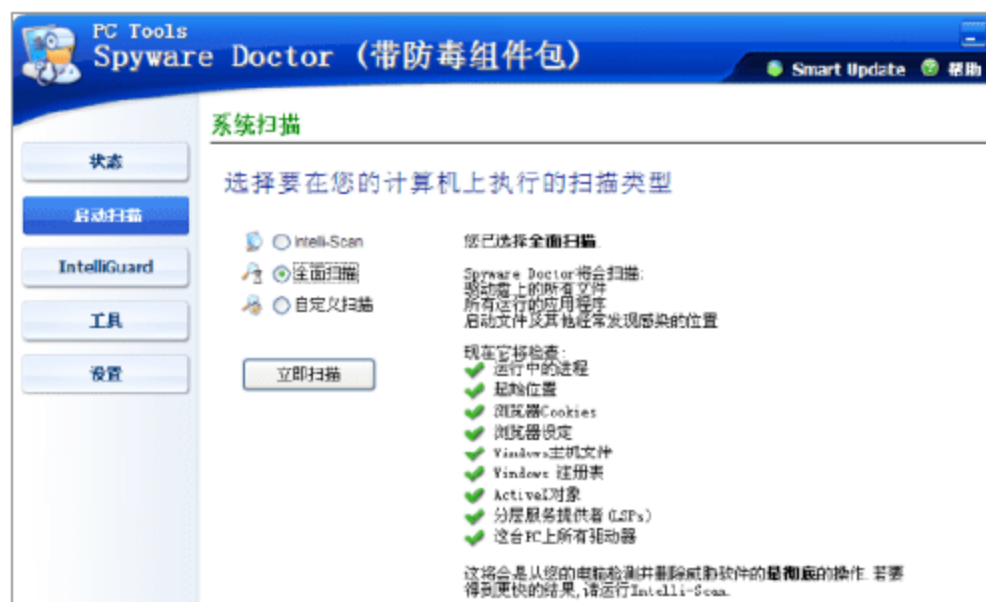 PC Tools
Spyware Doctor (带防毒组件包)
Smart Update 帮助
系统扫描
状态
选择要在您的计算机上执行的扫描类型
启动扫描
Intelli-Scan
您已选择全面扫描.
IntelliGuard
全面扫描
Spyware Doctor将会扫描:
驱动器上的所有文件
自定义扫描
所有运行的应用程序
工具
启动文件及其他经常发现感染的位置
现在它将检查:
设置
立即扫描
运行中的进程
起始位置
浏览器Cookies
浏览器设定
Windows主机文件
Windows 注册表
ActiveX对象
分层服务提供者 (LSPs)
这台PC上所有驱动器
这将会是从您的电脑检测并删除威胁软件的最彻底的操作.若要
得到更快的结果,请运行Intelli-Scan.